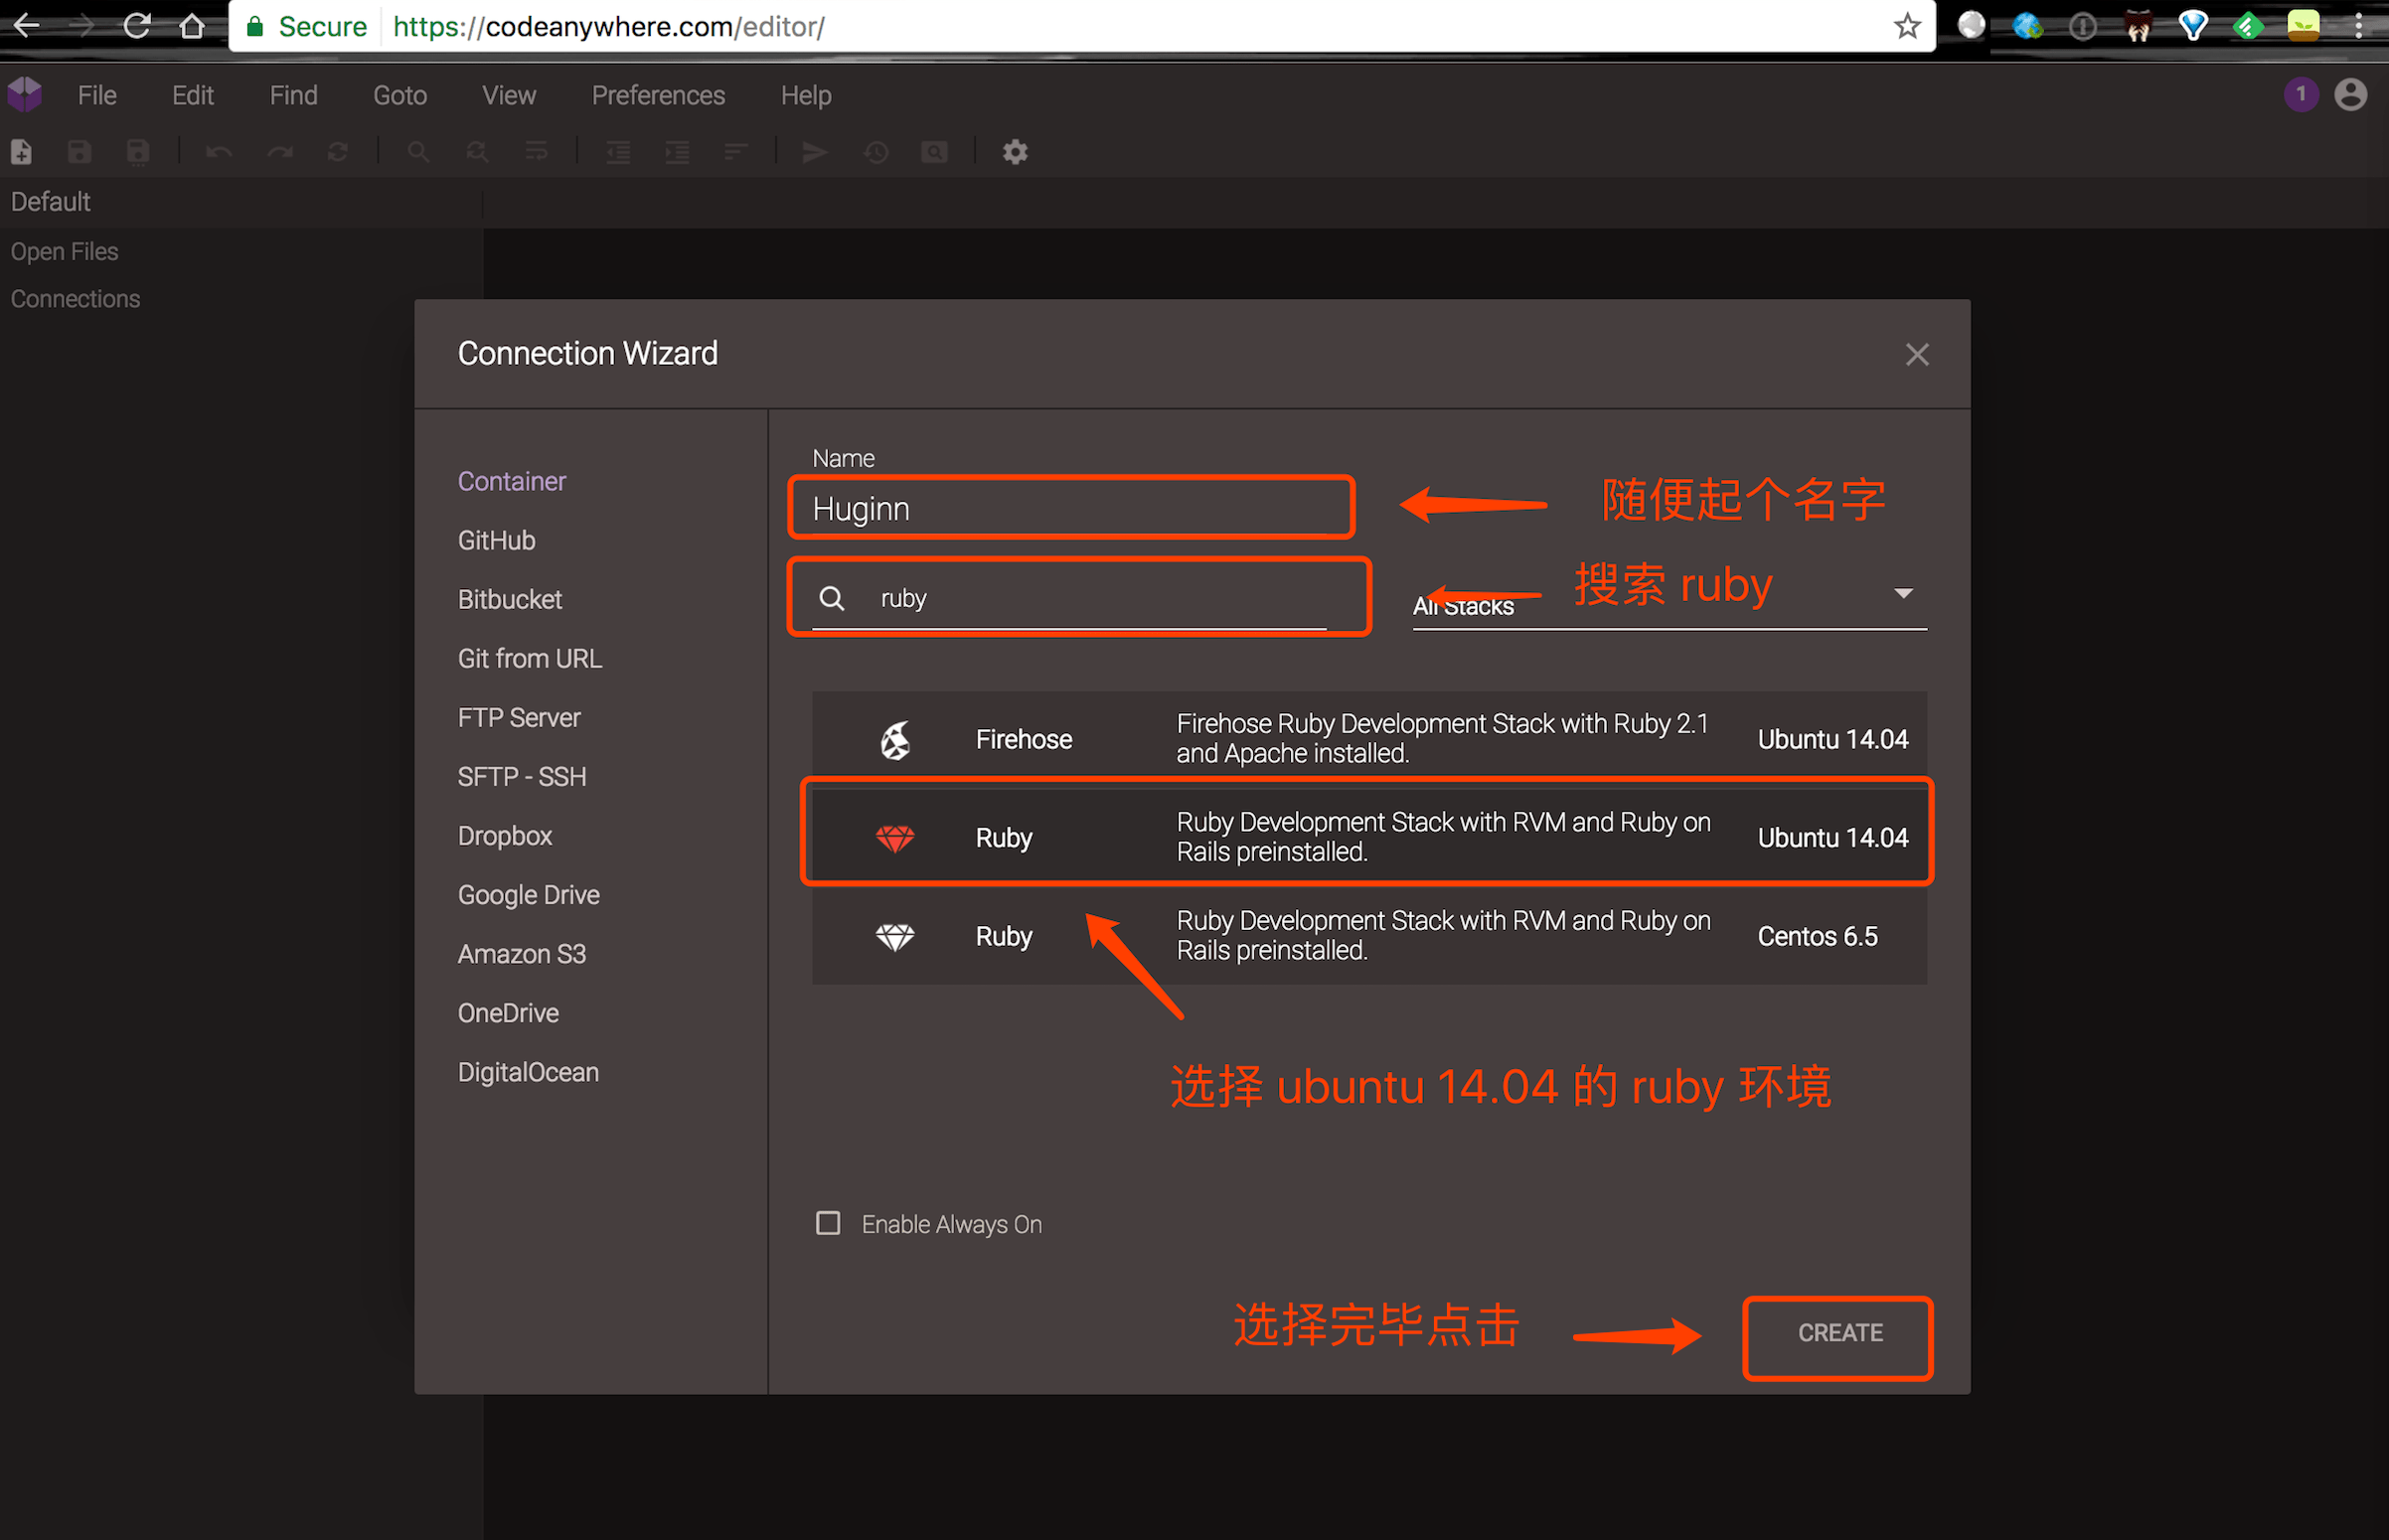 Secure https://codeanywhere.com/editor/
File Edit Find Goto View Preferences Help
1
Default
Open Files
Connections
Connection Wizard
Container
GitHub
Bitbucket
Git from URL
FTP Server
SFTP - SSH
Dropbox
Google Drive
Amazon S3
OneDrive
DigitalOcean
Name
Huginn
随便起个名字
ruby
搜索 ruby
All Stacks
Firehose
Firehose Ruby Development Stack with Ruby 2.1
and Apache installed.
Ubuntu 14.04
Ruby
Ruby Development Stack with RVM and Ruby on
Rails preinstalled.
Ubuntu 14.04
Ruby
Ruby Development Stack with RVM and Ruby on
Rails preinstalled.
Centos 6.5
选择 ubuntu 14.04 的 ruby 环境
Enable Always On
选择完毕点击
CREATE